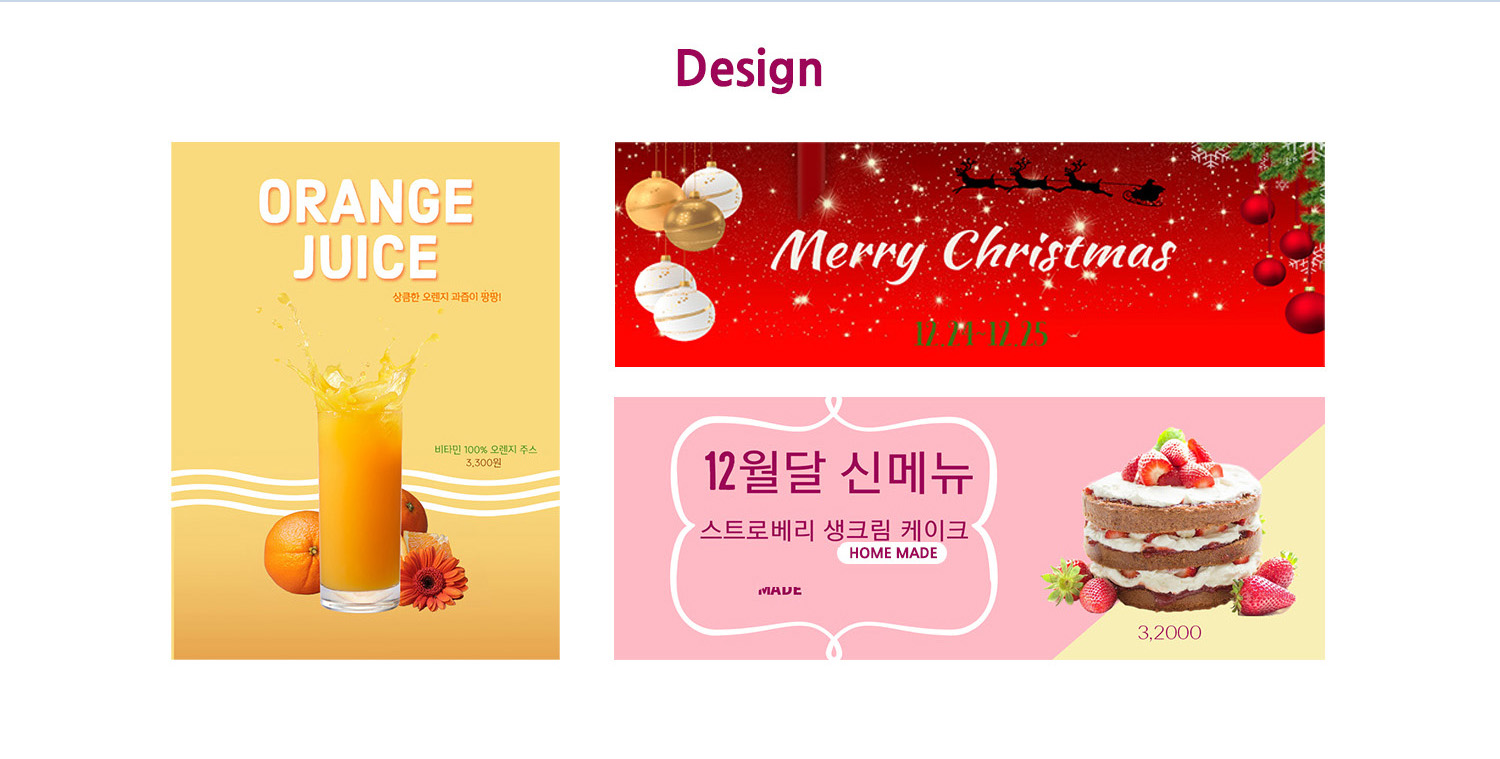 Design
ORANGE
JUICE
상큼한 오렌지 과즙이 팡팡!
비타민 100% 오렌지 주스
3,300원
Merry Christmas
12.24~12.25
12월달 신메뉴
스트로베리 생크림 케이크
HOME MADE
MADE
3,2000